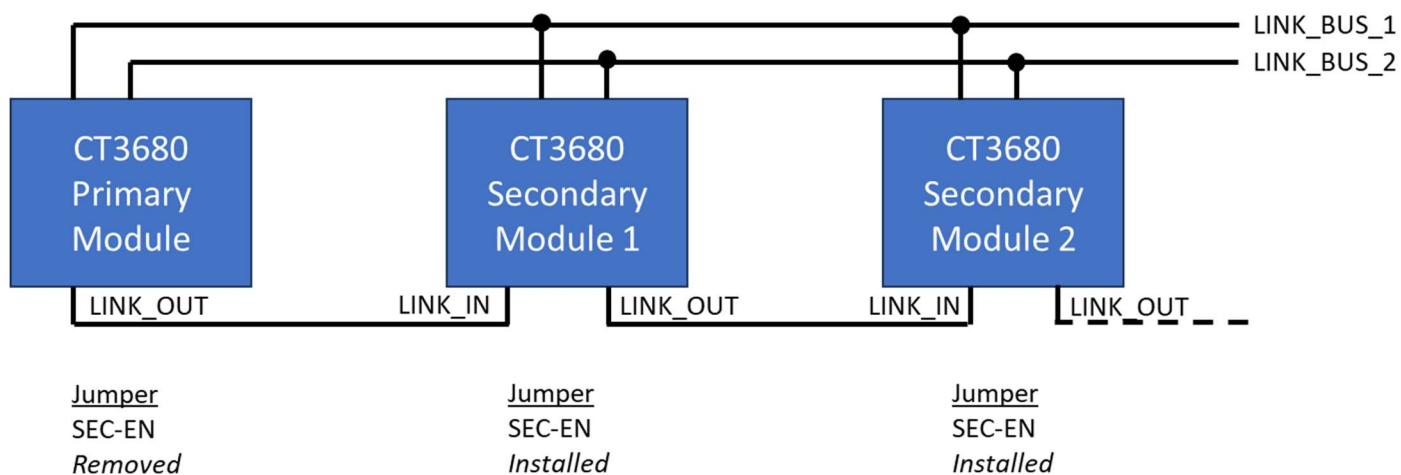 LINK_BUS_1
LINK_BUS_2
CT3680
Primary
Module
CT3680
Secondary
Module 1
CT3680
Secondary
Module 2
LINK_OUT
LINK_IN
LINK_OUT
LINK_IN
LINK_OUT
Jumper
SEC-EN
Removed
Jumper
SEC-EN
Installed
Jumper
SEC-EN
Installed